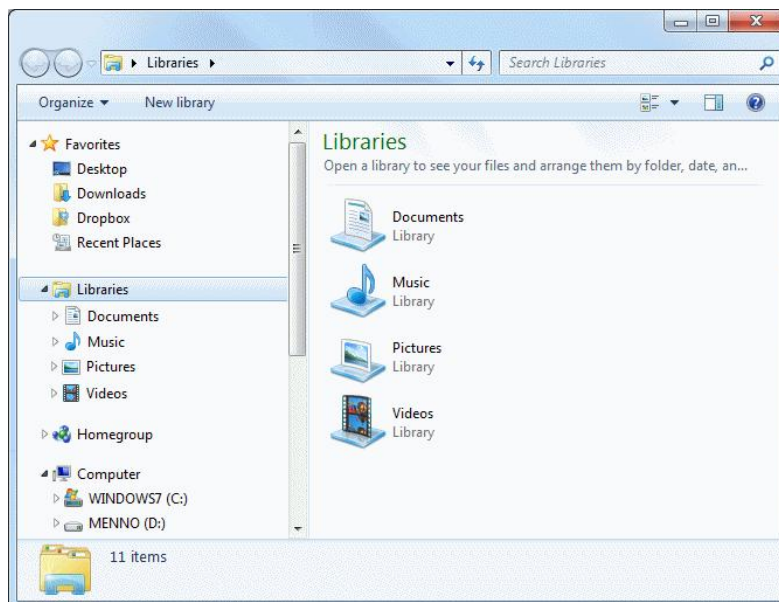 Libraries
Search Libraries
Organize
New library
Favorites
Desktop
Downloads
Dropbox
Recent Places
Libraries
Documents
Music
Pictures
Videos
Homegroup
Computer
WINDOWS7 (C:)
MENNO (D:)
Libraries
Open a library to see your files and arrange them by folder, date, an...
Documents
Library
Music
Library
Pictures
Library
Videos
Library
11 items